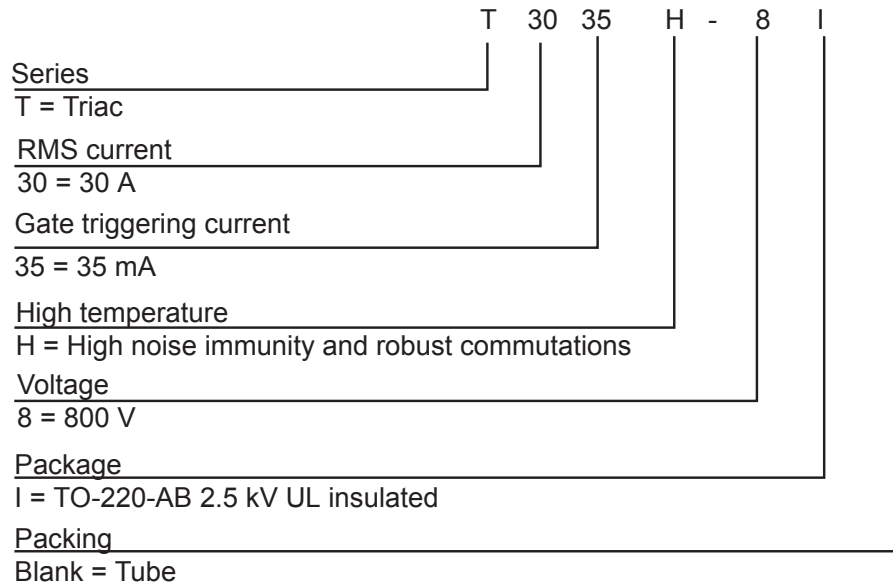 T 30 35 H - 8 I
Series
T = Triac
RMS current
30 = 30 A
Gate triggering current
35 = 35 mA
High temperature
H = High noise immunity and robust commutations
Voltage
8 = 800 V
Package
I = TO-220-AB 2.5 kV UL insulated
Packing
Blank = Tube